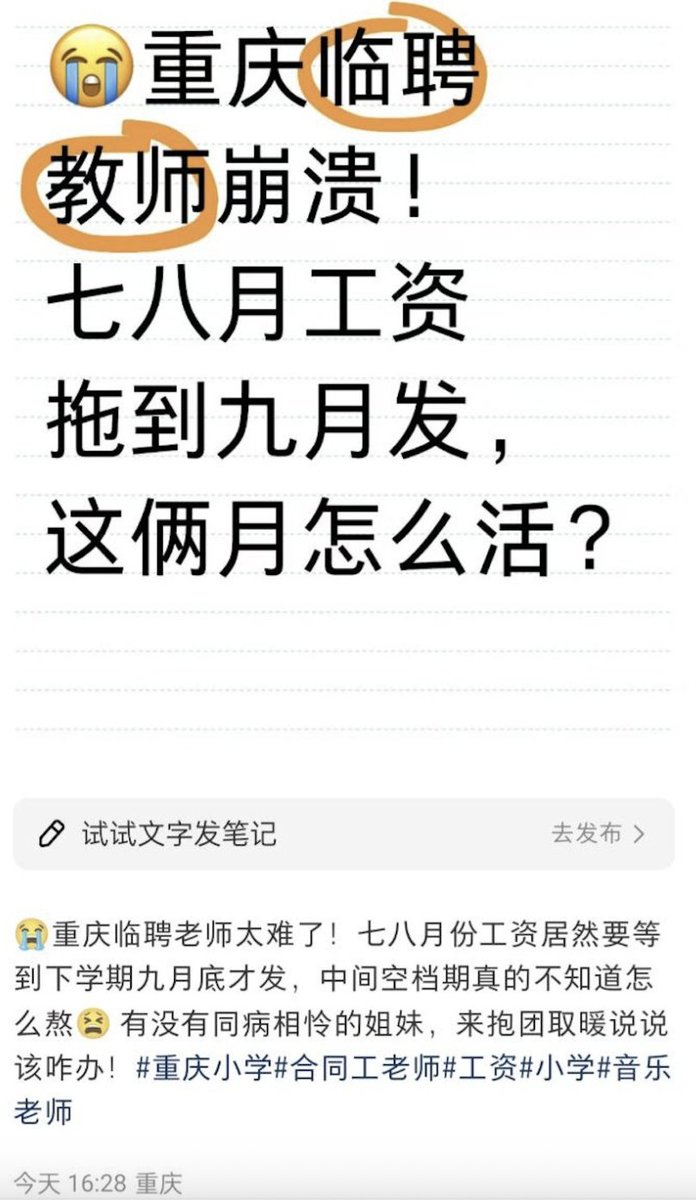 😭重庆临聘
教师崩溃！
七八月工资
拖到九月发，
这俩月怎么活？
试试文字发笔记
去发布 >
😭重庆临聘老师太难了！七八月份工资居然要等
到下学期九月底才发，中间空档期真的不知道怎
么熬😫 有没有同病相怜的姐妹，来抱团取暖说说
该咋办！#重庆小学#合同工老师#工资#小学#音乐
老师
今天 16:28 重庆